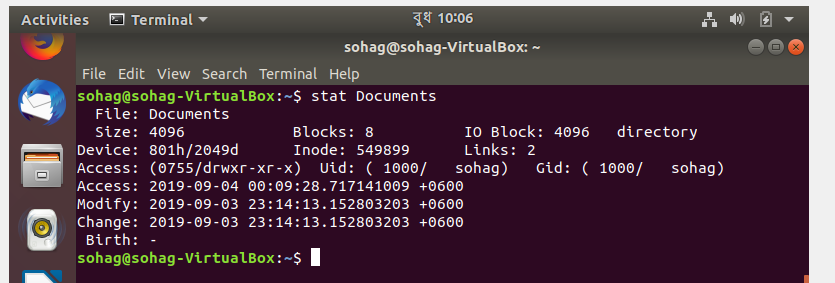 Activities Terminal বুধ 10:06
sohag@sohag-VirtualBox: ~
File Edit View Search Terminal Help
sohag@sohag-VirtualBox:~$ stat Documents
  File: Documents
  Size: 4096            Blocks: 8          IO Block: 4096   directory
Device: 801h/2049d      Inode: 549899      Links: 2
Access: (0755/drwxr-xr-x)  Uid: ( 1000/   sohag)   Gid: ( 1000/   sohag)
Access: 2019-09-04 00:09:28.717141009 +0600
Modify: 2019-09-03 23:14:13.152803203 +0600
Change: 2019-09-03 23:14:13.152803203 +0600
 Birth: -
sohag@sohag-VirtualBox:~$